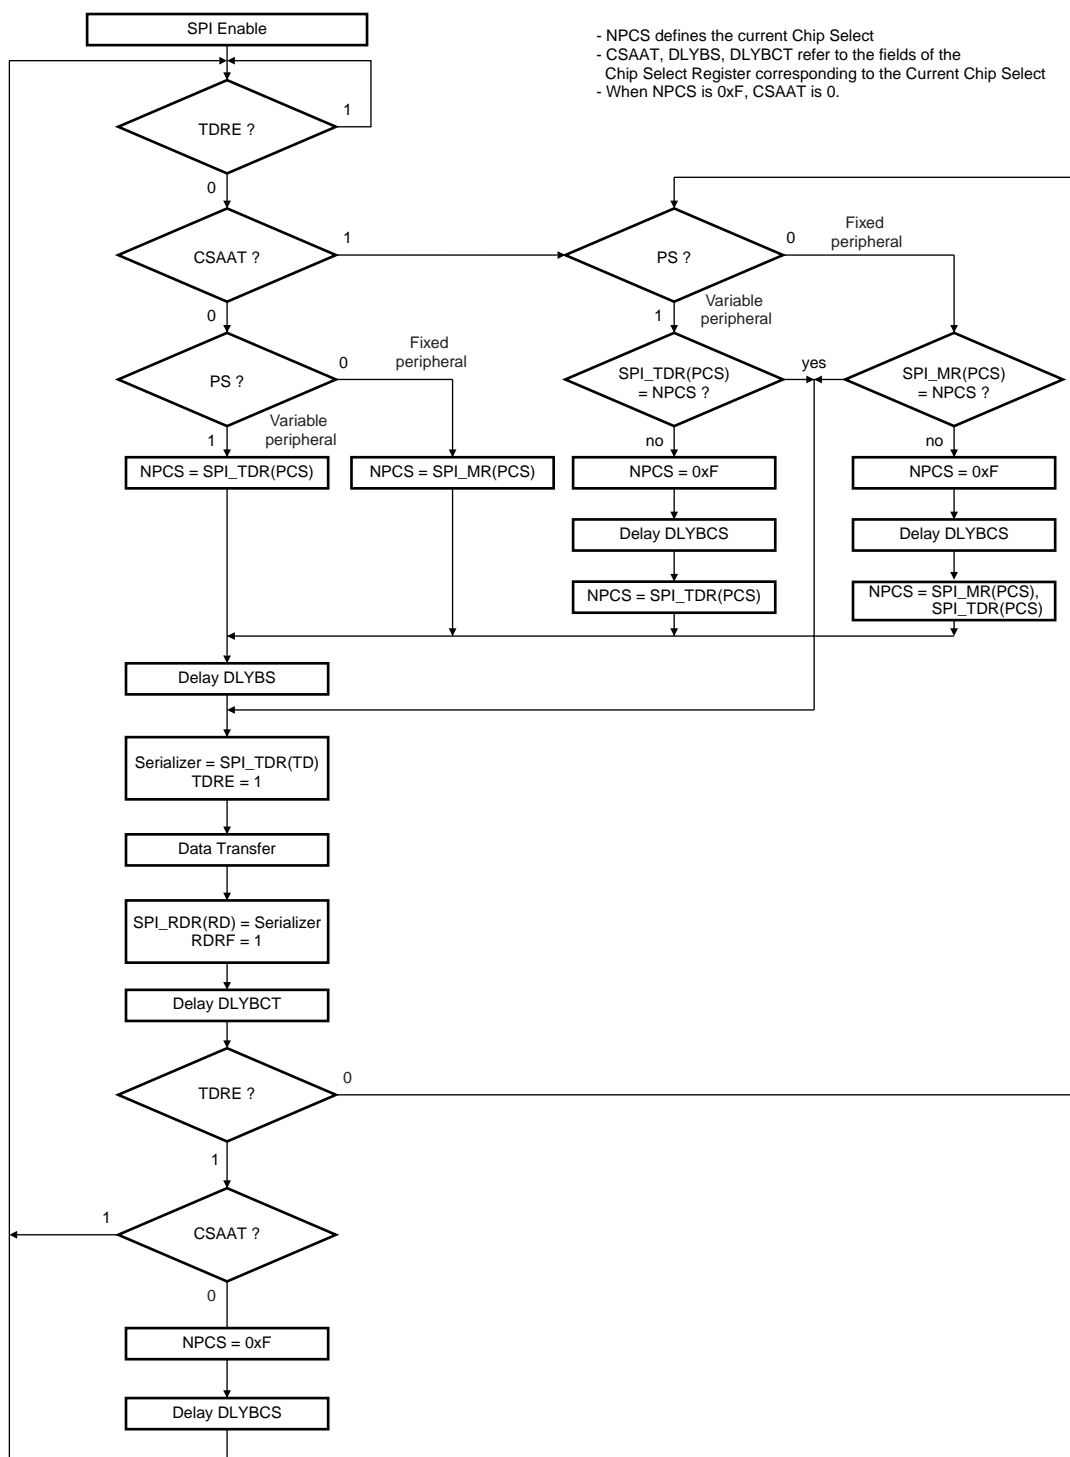 SPI Enable
- NPCS defines the current Chip Select
- CSAAT, DLYBS, DLYBCT refer to the fields of the
Chip Select Register corresponding to the Current Chip Select
- When NPCS is 0xF, CSAAT is 0.
TDRE ?
1
0
CSAAT ?
1
0
PS ?
0
Fixed
peripheral
1
Variable
peripheral
NPCS = SPI_TDR(PCS)
NPCS = SPI_MR(PCS)
PS ?
0
Fixed
peripheral
1
Variable
peripheral
SPI_TDR(PCS)
= NPCS ?
yes
SPI_MR(PCS)
= NPCS ?
no
no
NPCS = 0xF
NPCS = 0xF
Delay DLYBCS
Delay DLYBCS
NPCS = SPI_TDR(PCS)
NPCS = SPI_MR(PCS),
SPI_TDR(PCS)
Delay DLYBS
Serializer = SPI_TDR(TD)
TDRE = 1
Data Transfer
SPI_RDR(RD) = Serializer
RDRF = 1
Delay DLYBCT
TDRE ?
0
1
CSAAT ?
1
0
NPCS = 0xF
Delay DLYBCS